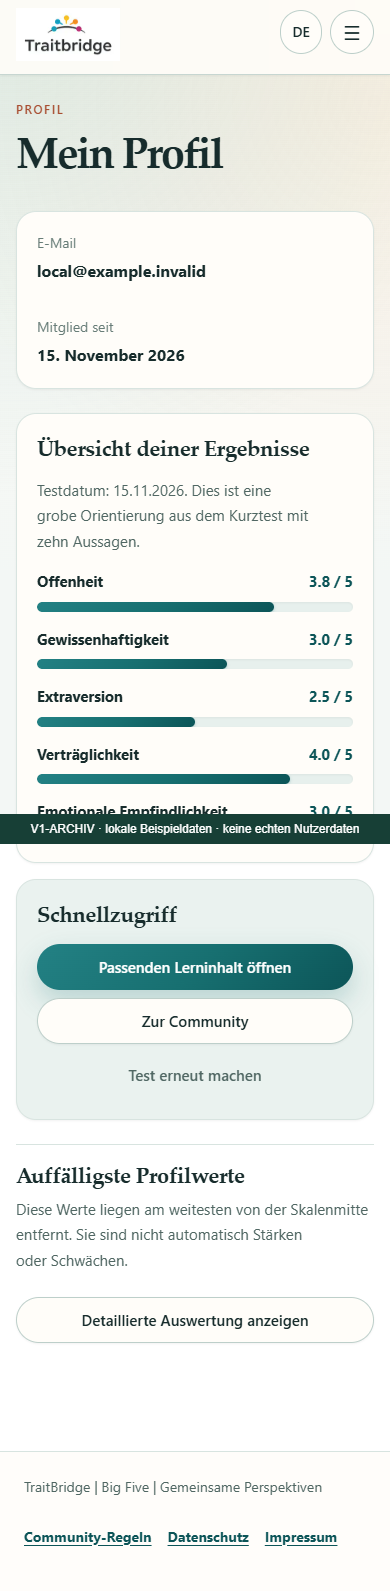 Traitbridge
DE
PROFIL
Mein Profil
E-Mail
local@example.invalid
Mitglied seit
15. November 2026
Übersicht deiner Ergebnisse
Testdatum: 15.11.2026. Dies ist eine
grobe Orientierung aus dem Kurztest mit
zehn Aussagen.
Offenheit 3.8 / 5
Gewissenhaftigkeit 3.0 / 5
Extraversion 2.5 / 5
Verträglichkeit 4.0 / 5
Emotionale Empfindlichkeit 3.0 / 5
V1-ARCHIV · lokale Beispieldaten · keine echten Nutzerdaten
Schnellzugriff
Passenden Lerninhalt öffnen
Zur Community
Test erneut machen
Auffälligste Profilwerte
Diese Werte liegen am weitesten von der Skalenmitte
entfernt. Sie sind nicht automatisch Stärken
oder Schwächen.
Detaillierte Auswertung anzeigen
TraitBridge | Big Five | Gemeinsame Perspektiven
Community-Regeln Datenschutz Impressum